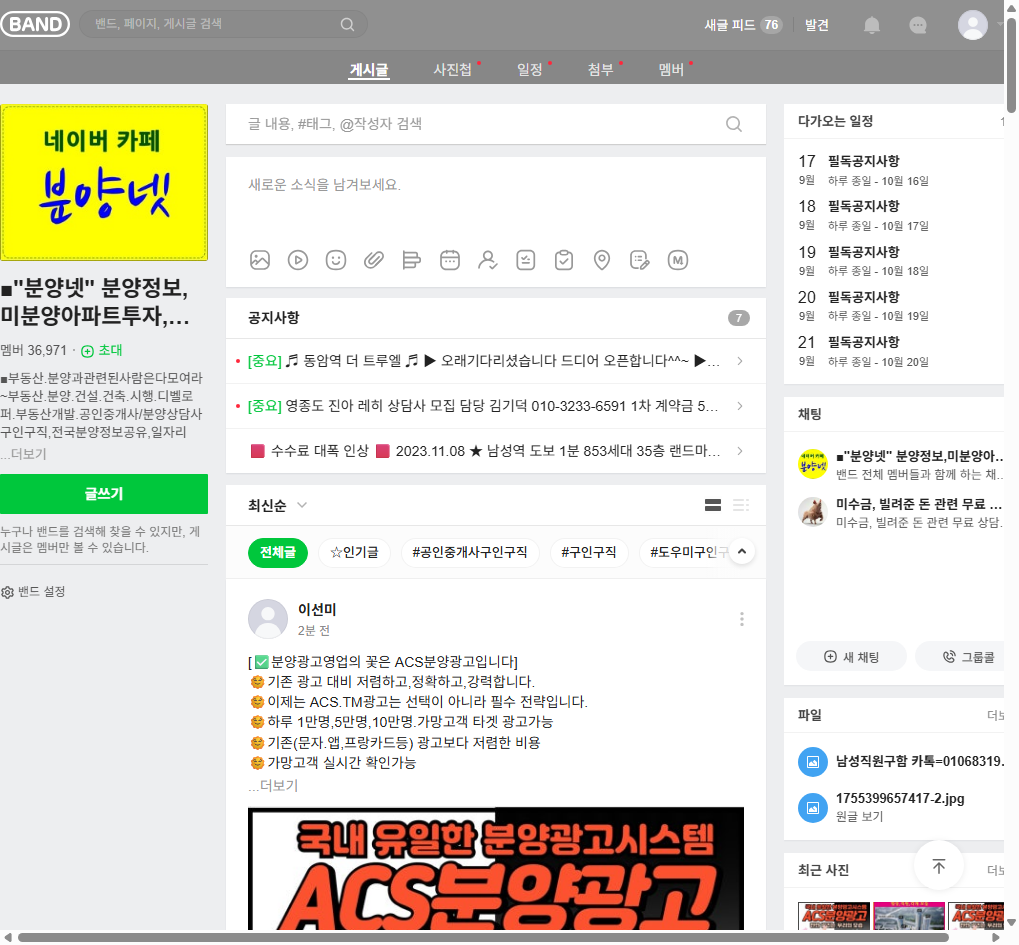 BAND
밴드, 페이지, 게시글 검색
새글 피드 76
발견
게시글
사진첩
일정
첨부
멤버
네이버 카페
분양넷
■"분양넷" 분양정보,
미분양아파트투자,...
멤버 36,971 · 초대
■부동산.분양과관련된사람은다모여라
~부동산.분양.건설.건축.시행.디벨로
퍼.부동산개발.공인중개사/분양상담사
구인구직,전국분양정보공유,일자리
...더보기
글쓰기
누구나 밴드를 검색해 찾을 수 있지만, 게
시글은 멤버만 볼 수 있습니다.
밴드 설정
글 내용, #태그, @작성자 검색
새로운 소식을 남겨보세요.
공지사항
7
[중요] 🎵 동암역 더 트루엘 🎵 ▶ 오래기다리셨습니다 드디어 오픈합니다^^~ ▶...
[중요] 영종도 진아 레히 상담사 모집 담당 김기덕 010-3233-6591 1차 계약금 5...
🟥 수수료 대폭 인상 🟥 2023.11.08 ★ 남성역 도보 1분 853세대 35층 랜드마...
최신순
전체글
☆인기글
#공인중개사구인구직
#구인구직
#도우미구인구
이선미
2분 전
[ ✅분양광고영업의 꽃은 ACS분양광고입니다]
🤗기존 광고 대비 저렴하고,정확하고,강력합니다.
🤗이제는 ACS.TM광고는 선택이 아니라 필수 전략입니다.
🤗하루 1만명,5만명,10만명.가망고객 타겟 광고가능
🤗기존(문자.앱,프랑카드등) 광고보다 저렴한 비용
🤗가망고객 실시간 확인가능
...더보기
국내 유일한 분양광고시스템
ACS분양광고
다가오는 일정
17 필독공지사항
9월 하루 종일 - 10월 16일
18 필독공지사항
9월 하루 종일 - 10월 17일
19 필독공지사항
9월 하루 종일 - 10월 18일
20 필독공지사항
9월 하루 종일 - 10월 19일
21 필독공지사항
9월 하루 종일 - 10월 20일
채팅
■"분양넷" 분양정보,미분양아...
밴드 전체 멤버들과 함께 하는 채...
미수금, 빌려준 돈 관련 무료 ...
미수금, 빌려준 돈 관련 무료 상담...
새 채팅
그룹콜
파일
더보
남성직원구함 카톡=01068319...
1755399657417-2.jpg
원글 보기
최근 사진
더보
국내 유일한 분양광고시스템
ACS분양광고
ACS분양광고